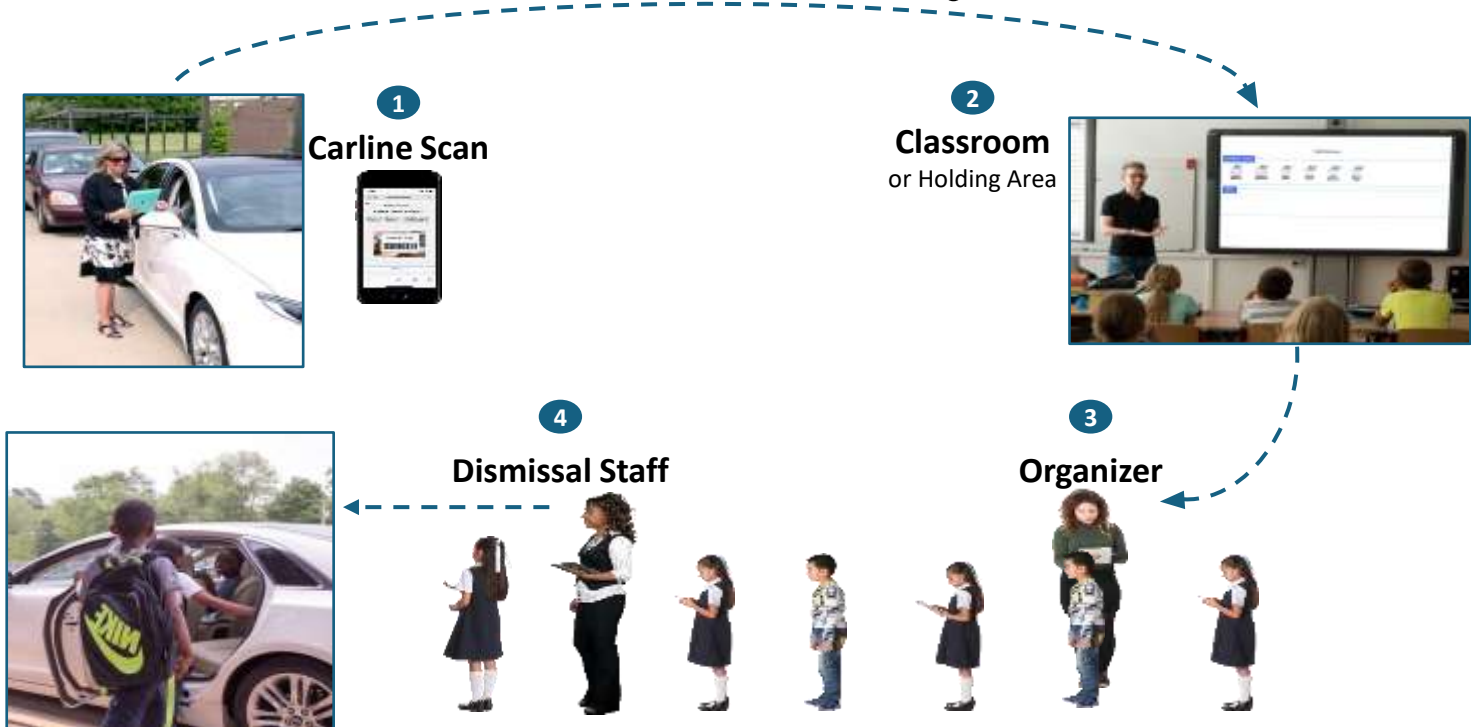 1
Carline Scan
2
Classroom
or Holding Area
4
Dismissal Staff
3
Organizer
NIKE